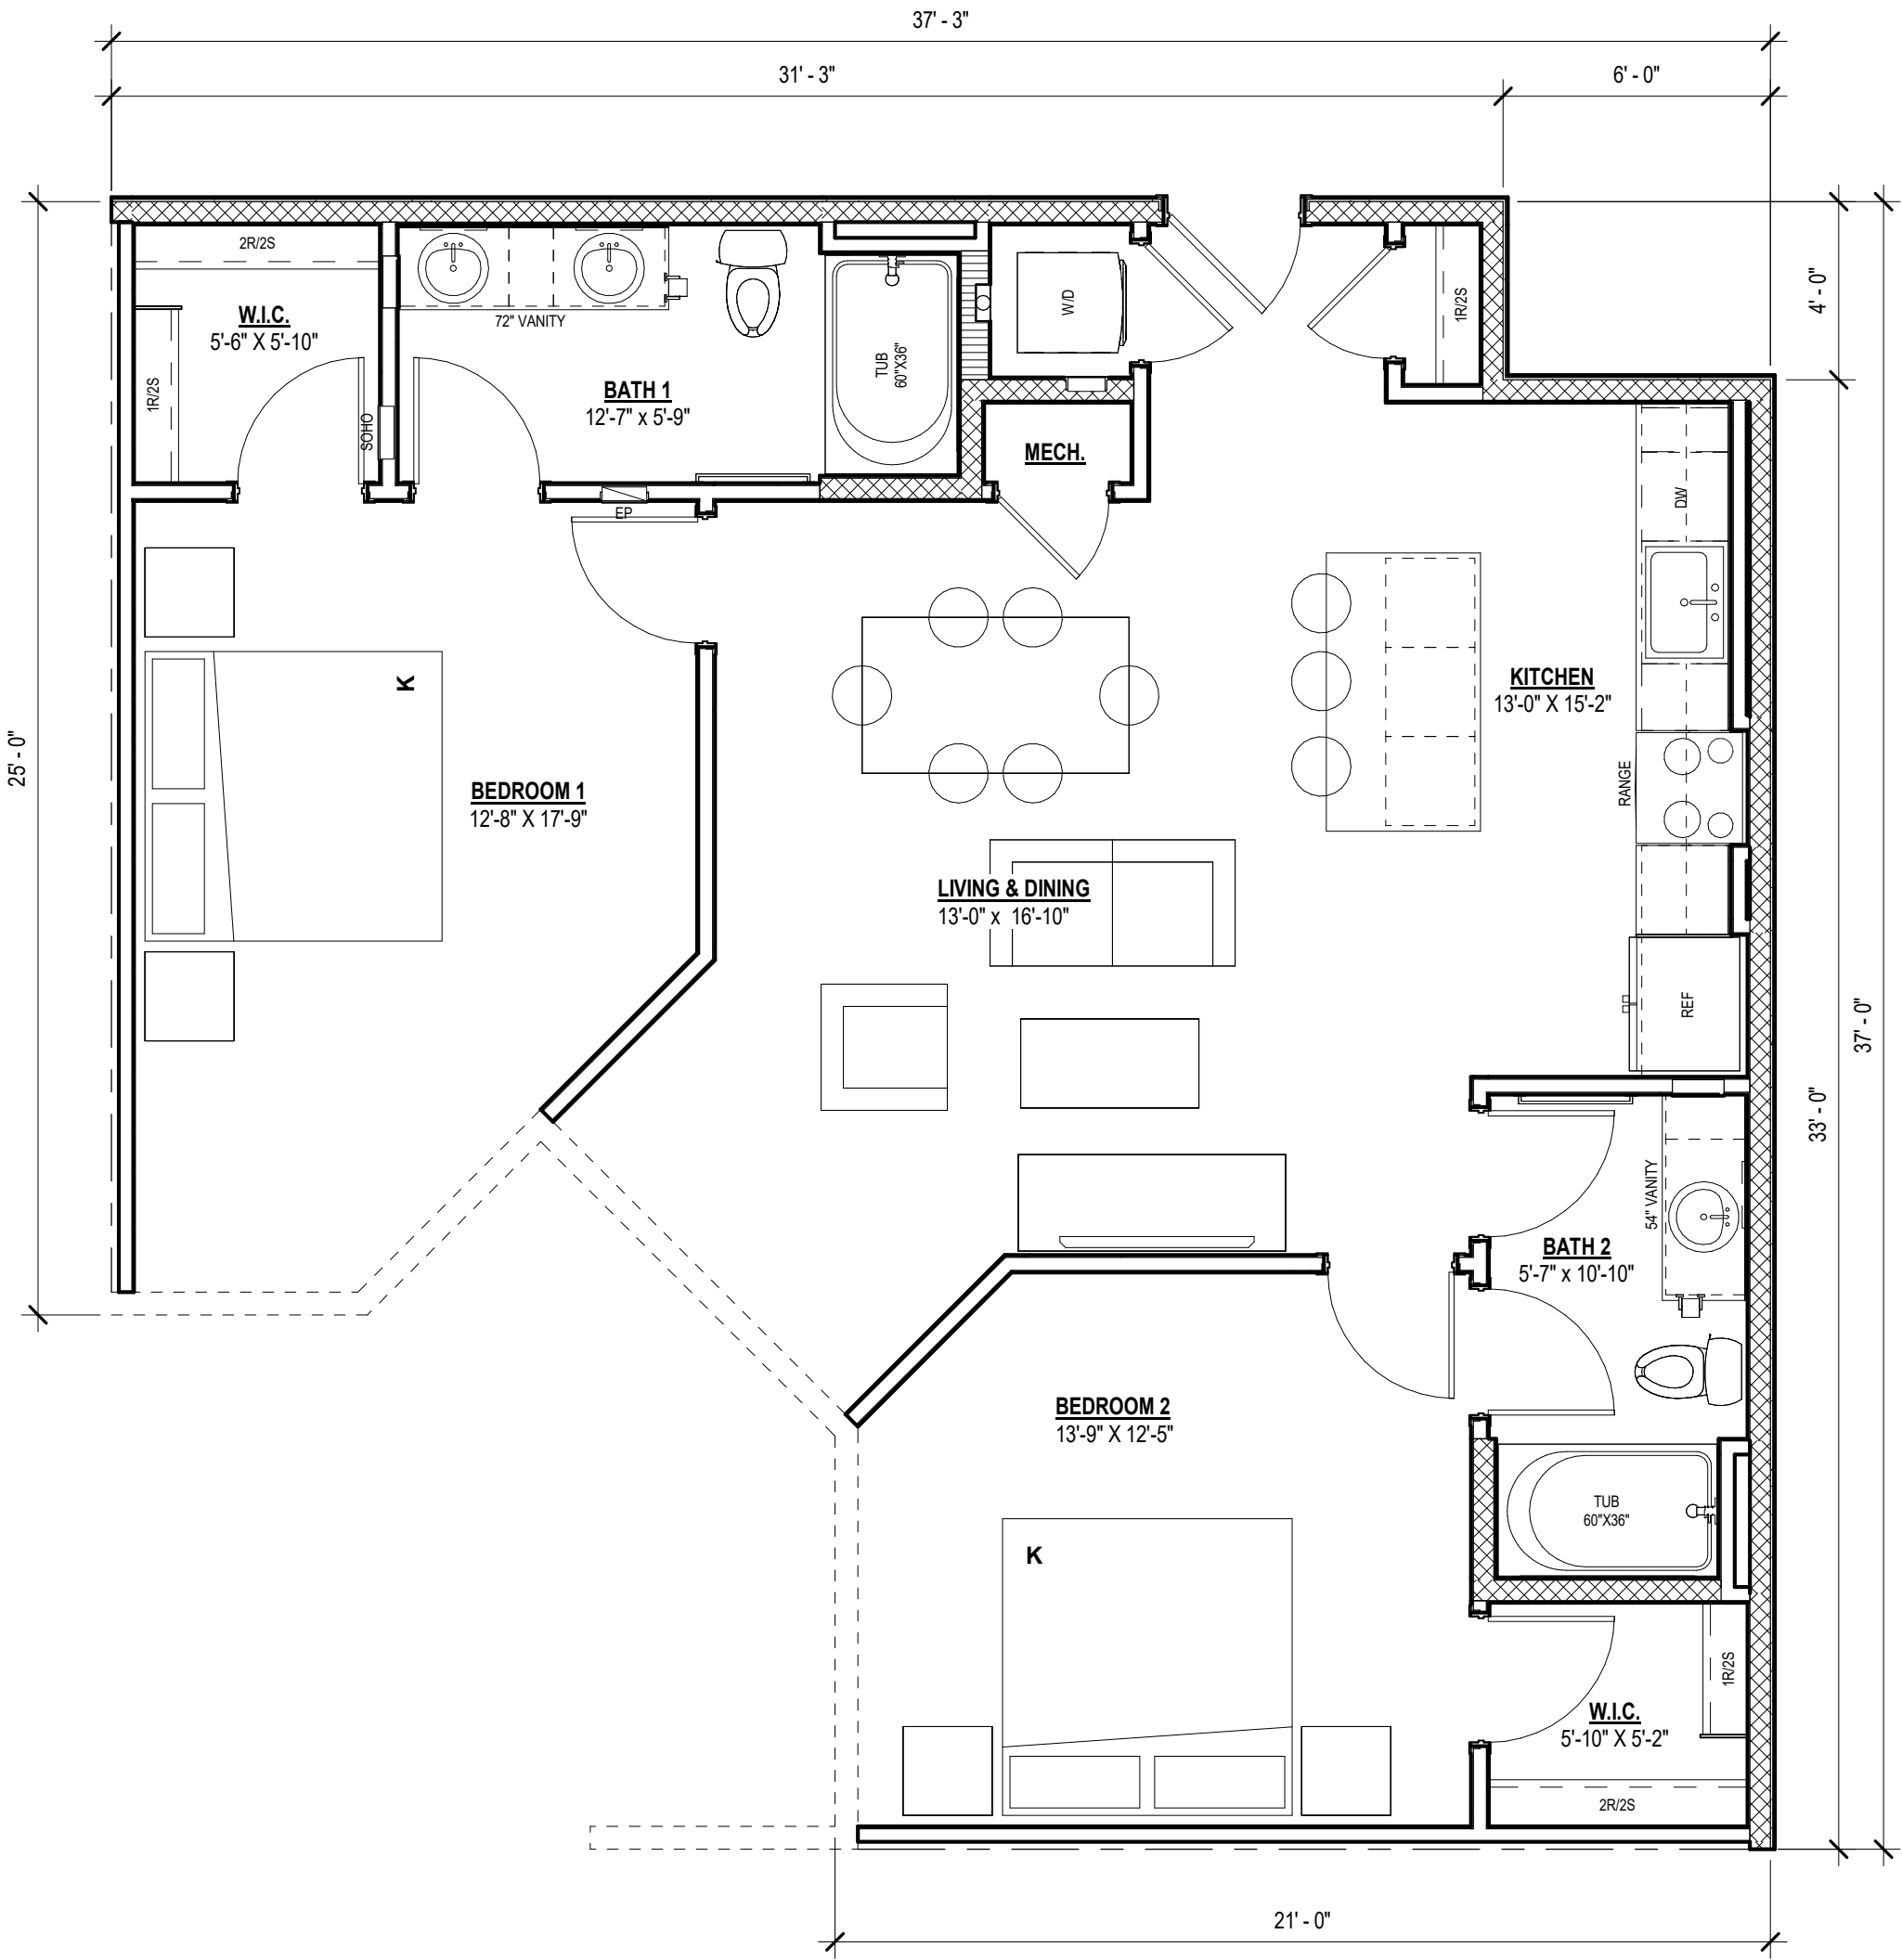 37' - 3"
31' - 3"
6' - 0"
2R/2S
W.I.C.
5'-6" X 5'-10"
1R/2S
SOHO
72" VANITY
BATH 1
12'-7" x 5'-9"
TUB
60"X36"
W/D
1R/2S
4' - 0"
MECH.
EP
DW
K
KITCHEN
13'-0" X 15'-2"
RANGE
25' - 0"
BEDROOM 1
12'-8" X 17'-9"
LIVING & DINING
13'-0" x 16'-10"
REF
37' - 0"
33' - 0"
54" VANITY
BATH 2
5'-7" x 10'-10"
BEDROOM 2
13'-9" X 12'-5"
TUB
60"X36"
K
1R/2S
W.I.C.
5'-10" X 5'-2"
2R/2S
21' - 0"